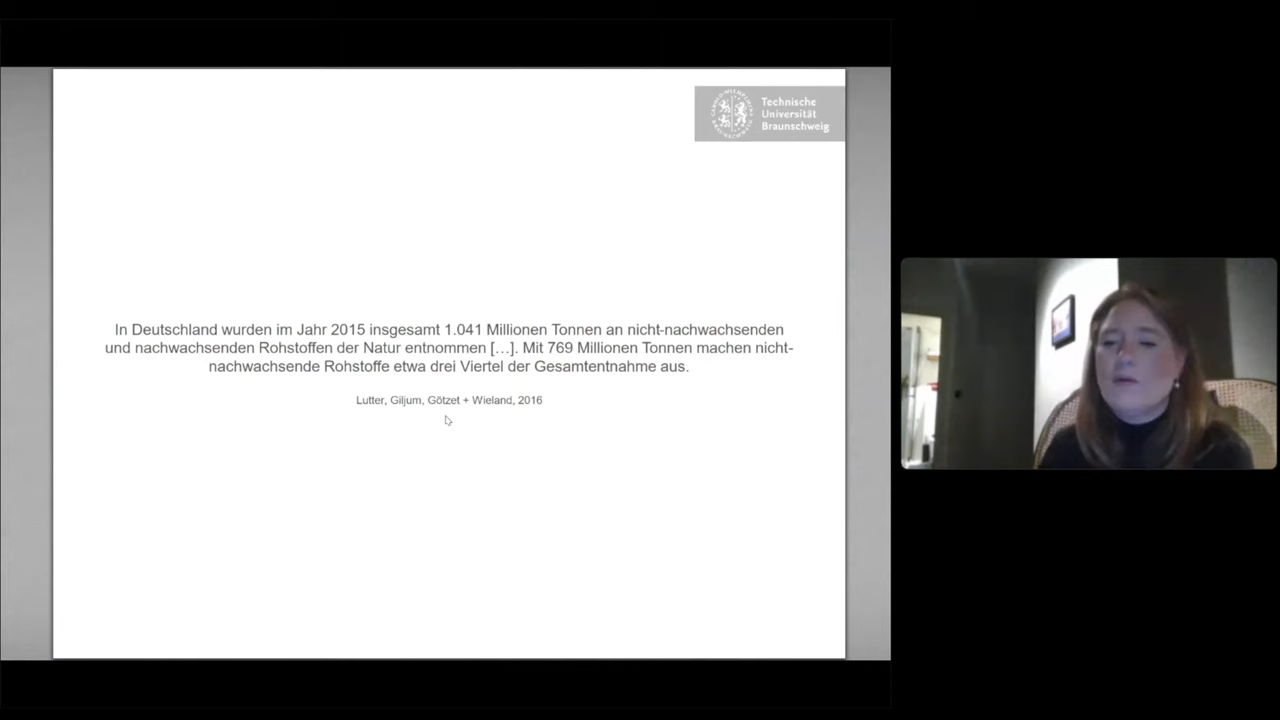 Technische
Universität
Braunschweig
In Deutschland wurden im Jahr 2015 insgesamt 1.041 Millionen Tonnen an nicht-nachwachsenden
und nachwachsenden Rohstoffen der Natur entnommen […]. Mit 769 Millionen Tonnen machen nicht-
nachwachsende Rohstoffe etwa drei Viertel der Gesamtentnahme aus.
Lutter, Giljum, Götzet + Wieland, 2016